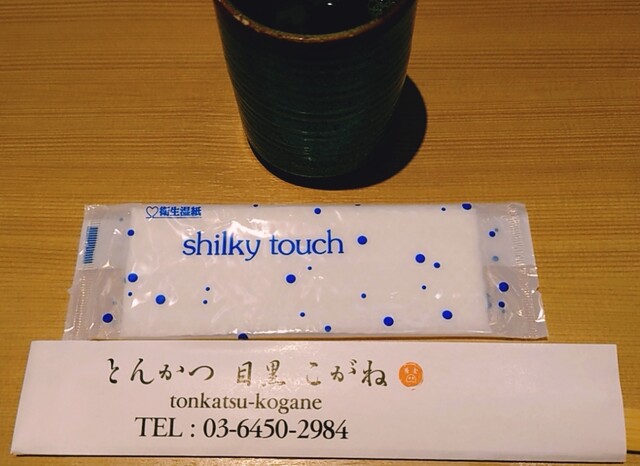 ♡衛生湿紙
shilky touch
とんかつ 目黒 こがね
tonkatsu-kogane
TEL : 03-6450-2984